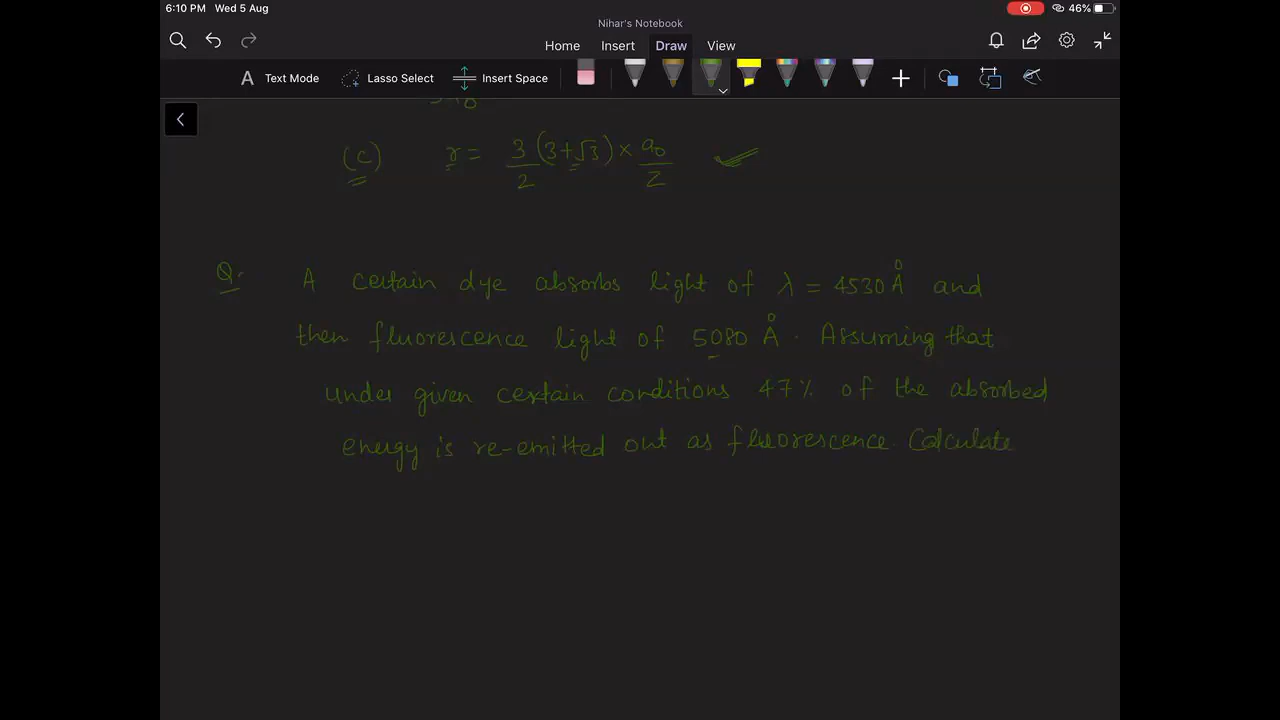 6:10 PM Wed 5 Aug
46%
Nihar's Notebook
Home Insert Draw View
A Text Mode Lasso Select Insert Space
(c) r = 3/2 (3+√3) × a₀/Z
Q. A certain dye absorbs light of λ = 4530 Å and
then fluorescence light of 5080 Å. Assuming that
under given certain conditions 47% of the absorbed
energy is re-emitted out as fluorescence. Calculate